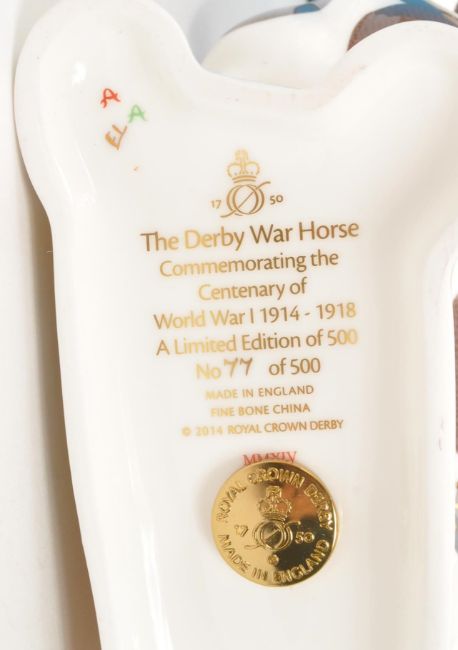 A
A
EL
17 50
The Derby War Horse
Commemorating the
Centenary of
World War I 1914 - 1918
A Limited Edition of 500
No 77 of 500
MADE IN ENGLAND
FINE BONE CHINA
© 2014 ROYAL CROWN DERBY
MMXIV
ROYAL CROWN DERBY
17 50
MADE IN ENGLAND